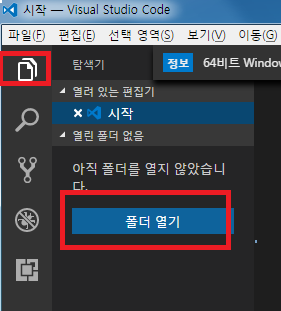 시작 — Visual Studio Code
파일(F) 편집(E) 선택 영역(S) 보기(V) 이동(G)
탐색기
정보 64비트 Window
열려 있는 편집기
시작
열린 폴더 없음
아직 폴더를 열지 않았습니
다.
폴더 열기